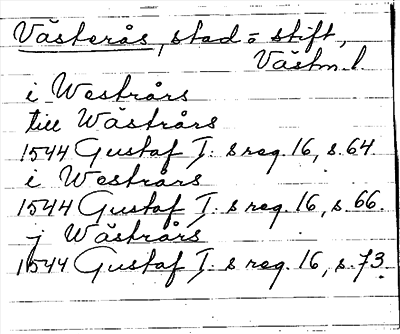 Västerås, stad = stift,
Västm. l
i Westrårs
till Wästrårs
1544 Gustaf I: s reg. 16, s. 64.
i Westrårs
1544 Gustaf I: s reg. 16, s. 66.
j Wästrårs
1544 Gustaf I: s reg. 16, s. 73.